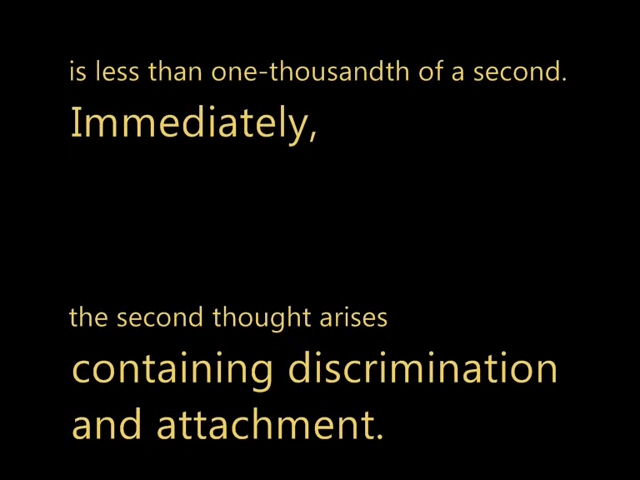 is less than one-thousandth of a second.
Immediately,
the second thought arises
containing discrimination
and attachment.